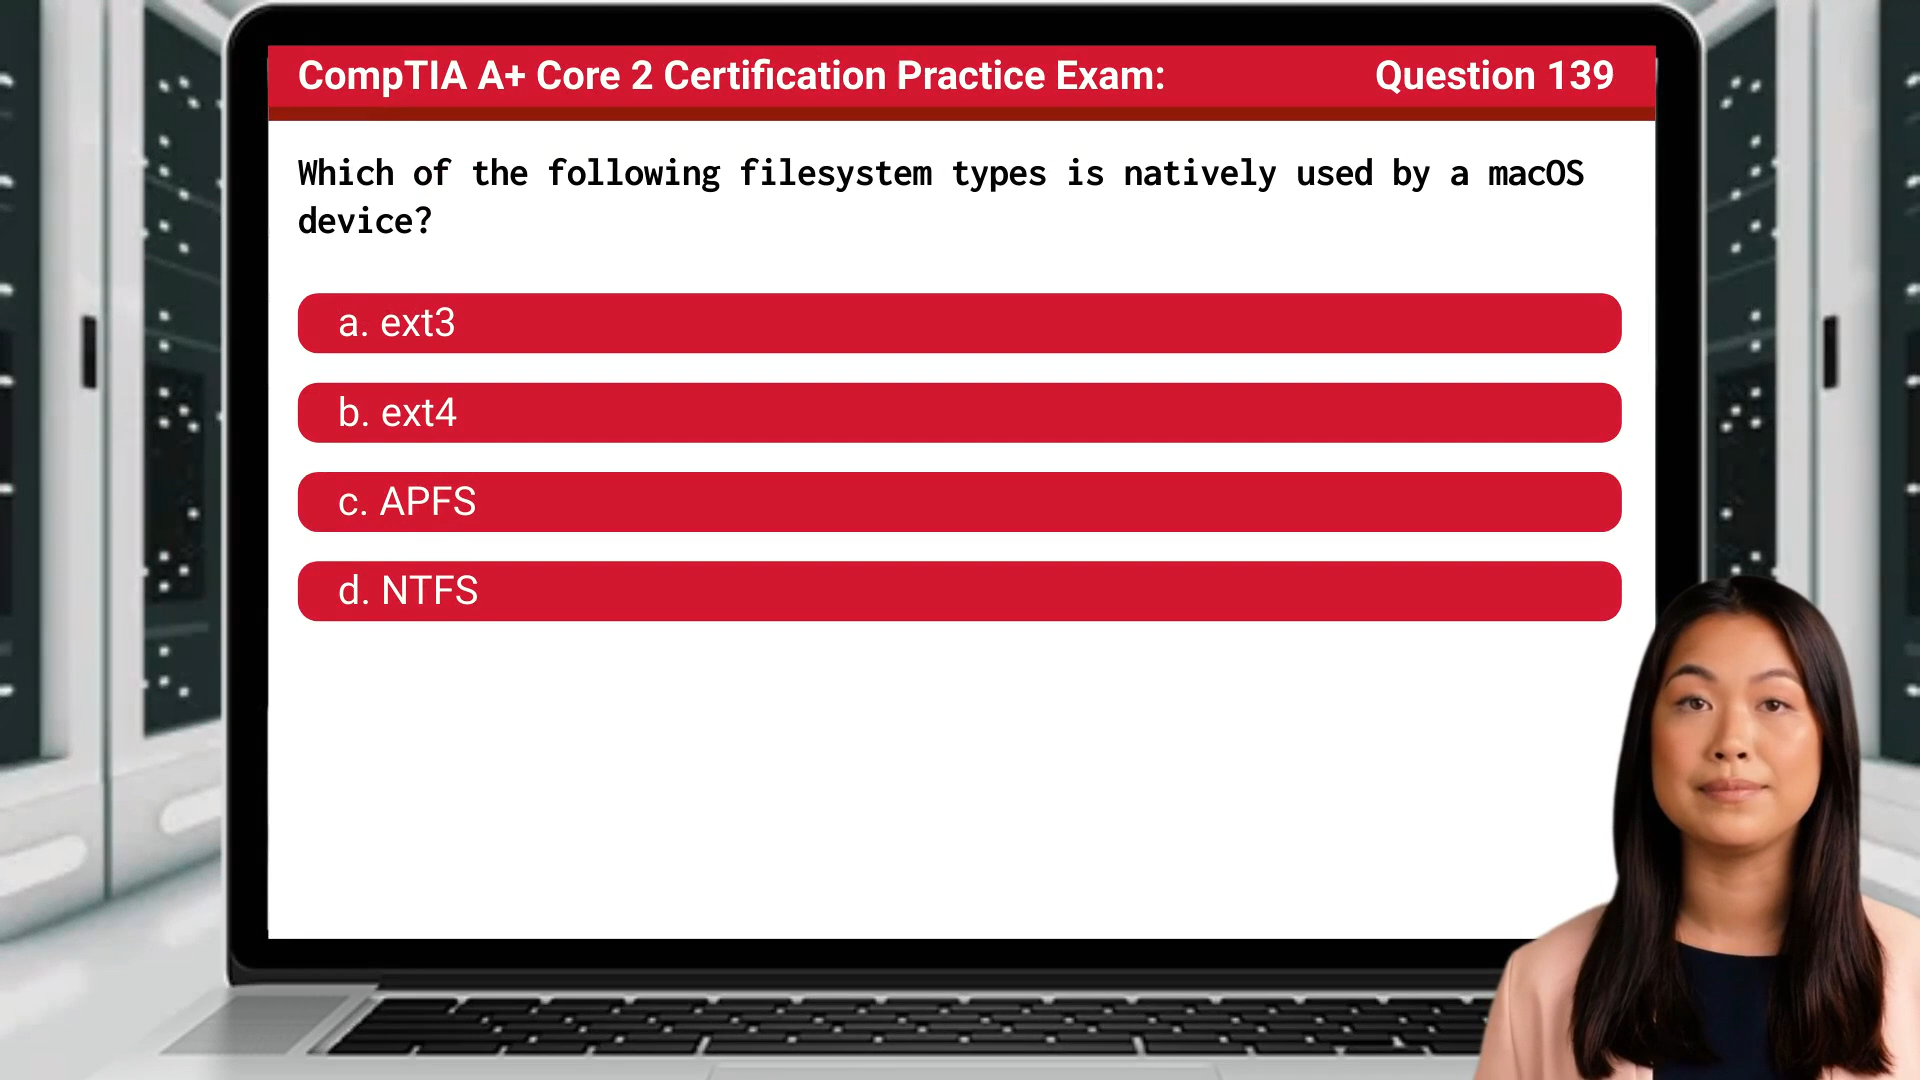 CompTIA A+ Core 2 Certification Practice Exam: Question 139
Which of the following filesystem types is natively used by a macOS
device?
a. ext3
b. ext4
c. APFS
d. NTFS